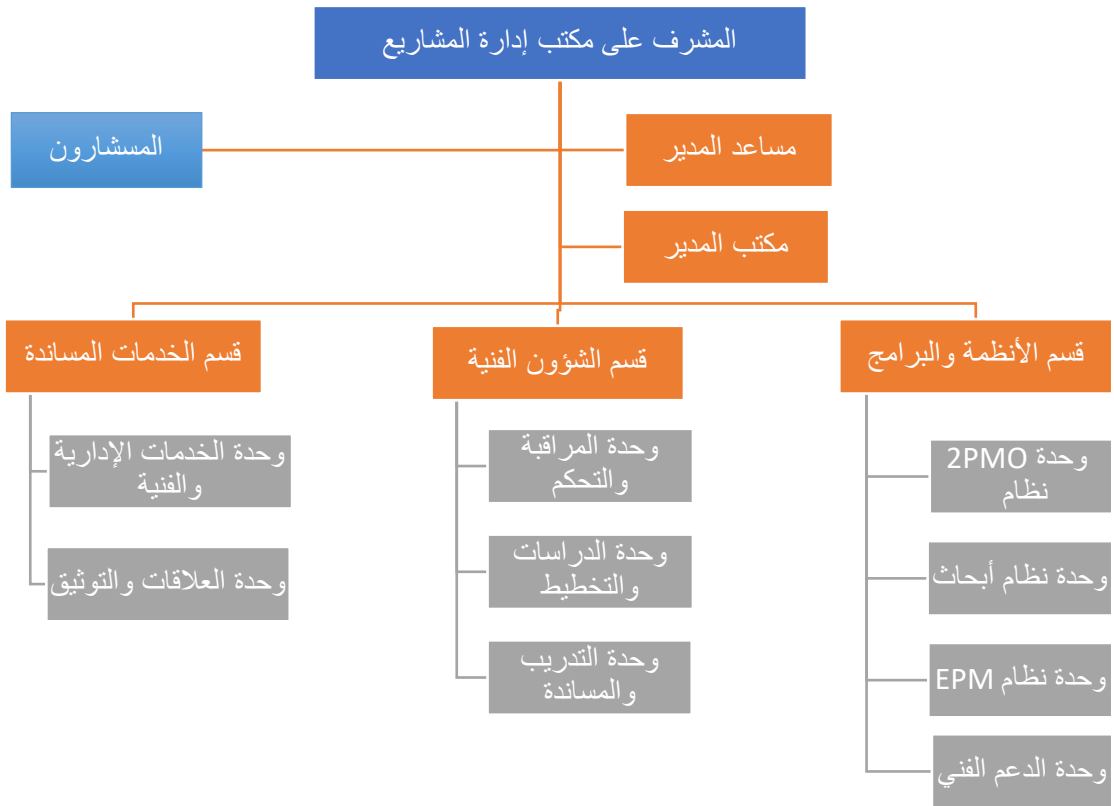 المشرف على مكتب إدارة المشاريع
مساعد المدير
المسشارون
مكتب المدير
قسم الأنظمة والبرامج
قسم الشؤون الفنية
قسم الخدمات المساندة
وحدة 2PMO
نظام
وحدة نظام أبحاث
وحدة نظام EPM
وحدة الدعم الفني
وحدة المراقبة
والتحكم
وحدة الدراسات
والتخطيط
وحدة التدريب
والمساندة
وحدة الخدمات الإدارية
والفنية
وحدة العلاقات والتوثيق